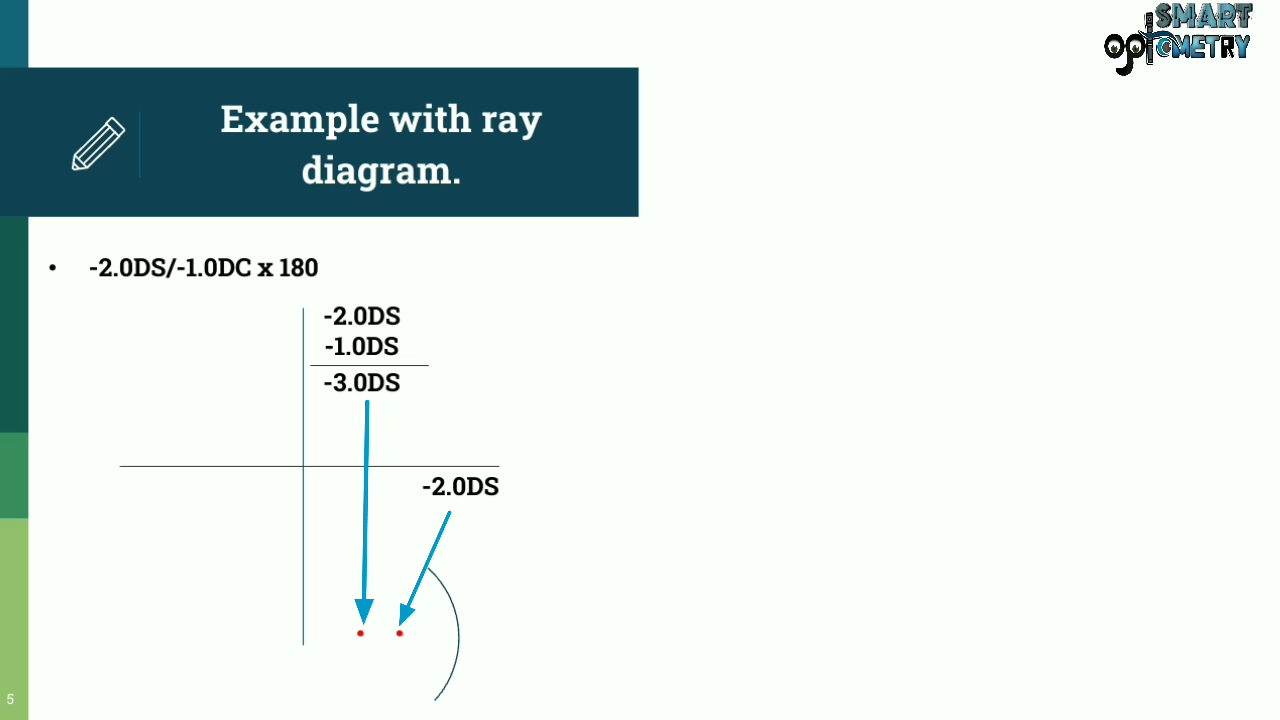 SMART
OPTOMETRY
Example with ray
diagram.
• -2.0DS/-1.0DC x 180
-2.0DS
-1.0DS
-3.0DS
-2.0DS
5